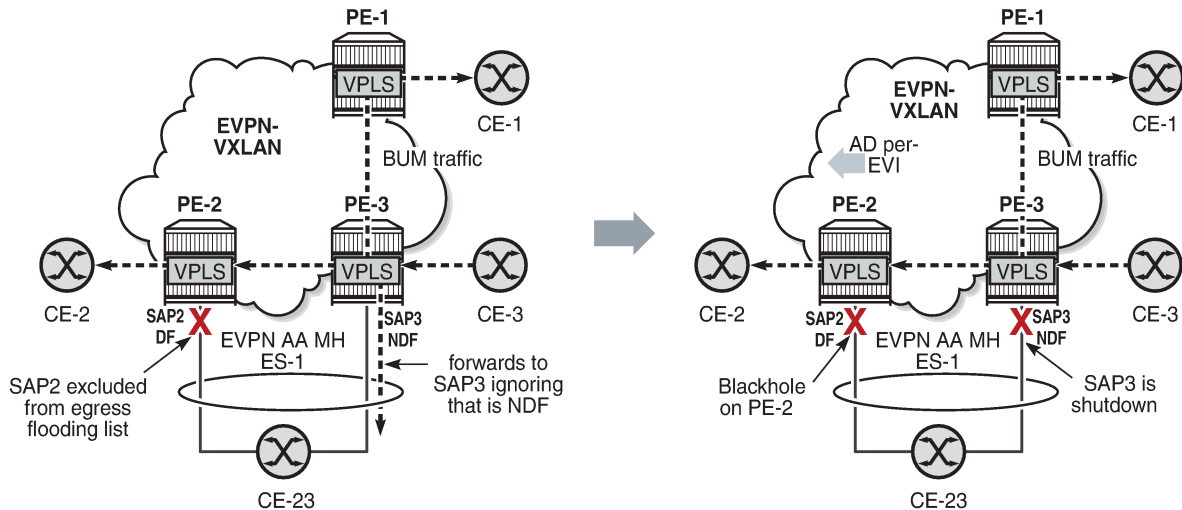 PE-1
VPLS
CE-1
EVPN-
VXLAN
BUM traffic
PE-2
PE-3
VPLS
VPLS
CE-2
CE-3
SAP2
DF
SAP3
NDF
EVPN AA MH
ES-1
SAP2 excluded
from egress
flooding list
forwards to
SAP3 ignoring
that is NDF
CE-23
PE-1
VPLS
CE-1
EVPN-
VXLAN
AD per-
EVI
BUM traffic
PE-2
PE-3
VPLS
VPLS
CE-2
CE-3
SAP2
DF
SAP3
NDF
EVPN AA MH
ES-1
Blackhole
on PE-2
SAP3 is
shutdown
CE-23